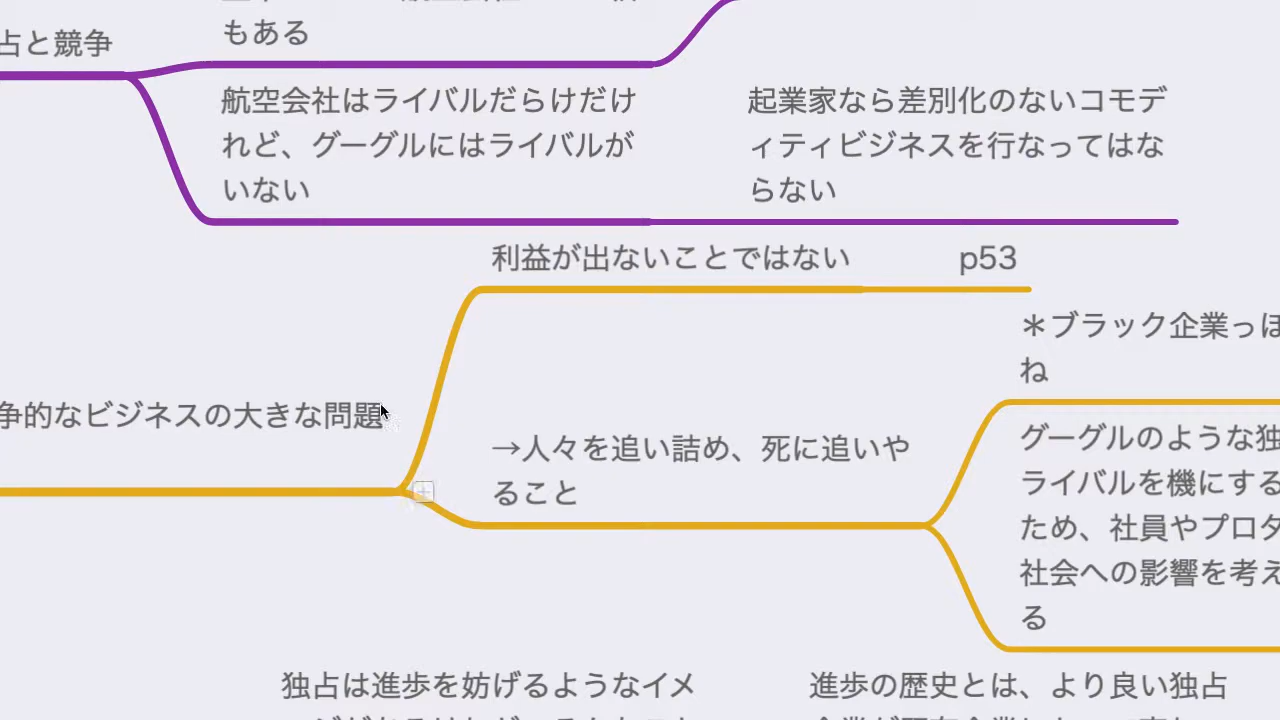 もある
占と競争
航空会社はライバルだらけだけ
れど、グーグルにはライバルが
いない
起業家なら差別化のないコモデ
ィティビジネスを行なってはな
らない
利益が出ないことではない
p53
争的なビジネスの大きな問題
→人々を追い詰め、死に追いや
ること
＊ブラック企業っぽ
ね
グーグルのような独
ライバルを機にする
ため、社員やプロダ
社会への影響を考え
る
独占は進歩を妨げるようなイメ
進歩の歴史とは、より良い独占